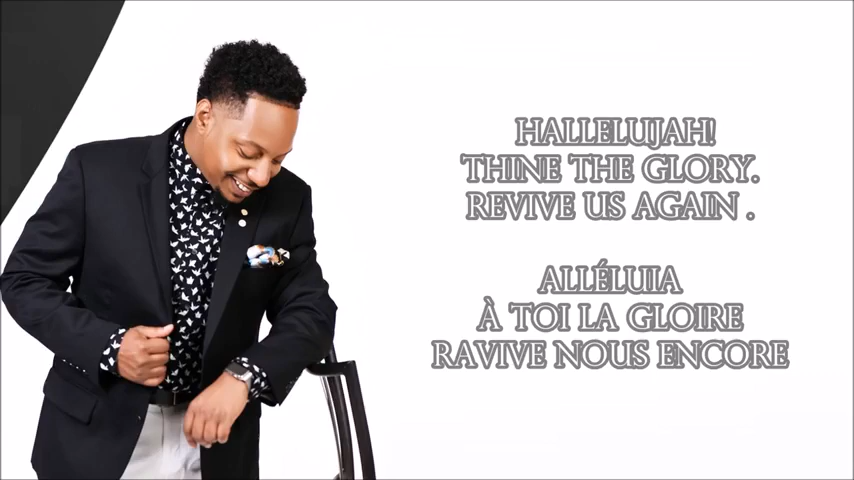 HALLELUJAH!
THINE THE GLORY.
REVIVE US AGAIN .
ALLÉLUIA
À TOI LA GLOIRE
RAVIVE NOUS ENCORE